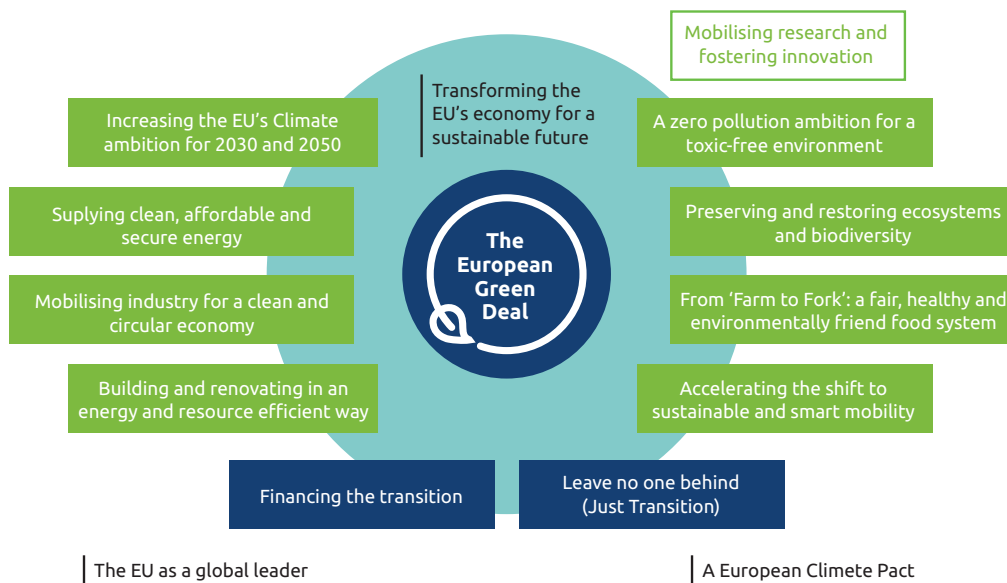 Mobilising research and
fostering innovation
Transforming the
EU's economy for a
sustainable future
Increasing the EU's Climate
ambition for 2030 and 2050
A zero pollution ambition for a
toxic-free environment
Suplying clean, affordable and
secure energy
Preserving and restoring ecosystems
and biodiversity
The
European
Green
Deal
Mobilising industry for a clean and
circular economy
From ‘Farm to Fork’: a fair, healthy and
environmentally friend food system
Building and renovating in an
energy and resource efficient way
Accelerating the shift to
sustainable and smart mobility
Financing the transition
Leave no one behind
(Just Transition)
The EU as a global leader
A European Climete Pact